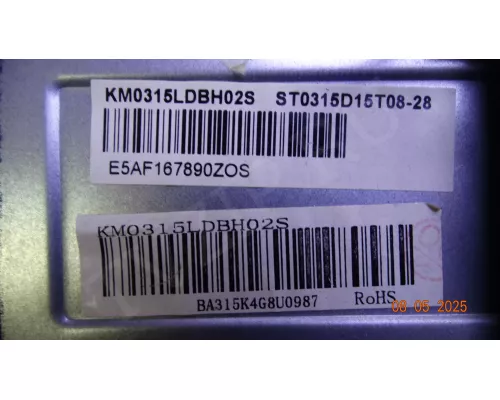 KM0315LDBH02S ST0315D15T08-28
E5AF167890ZOS
KM0315LDBH02S
BA315K4G8U0987 RoHS
08-05 2025